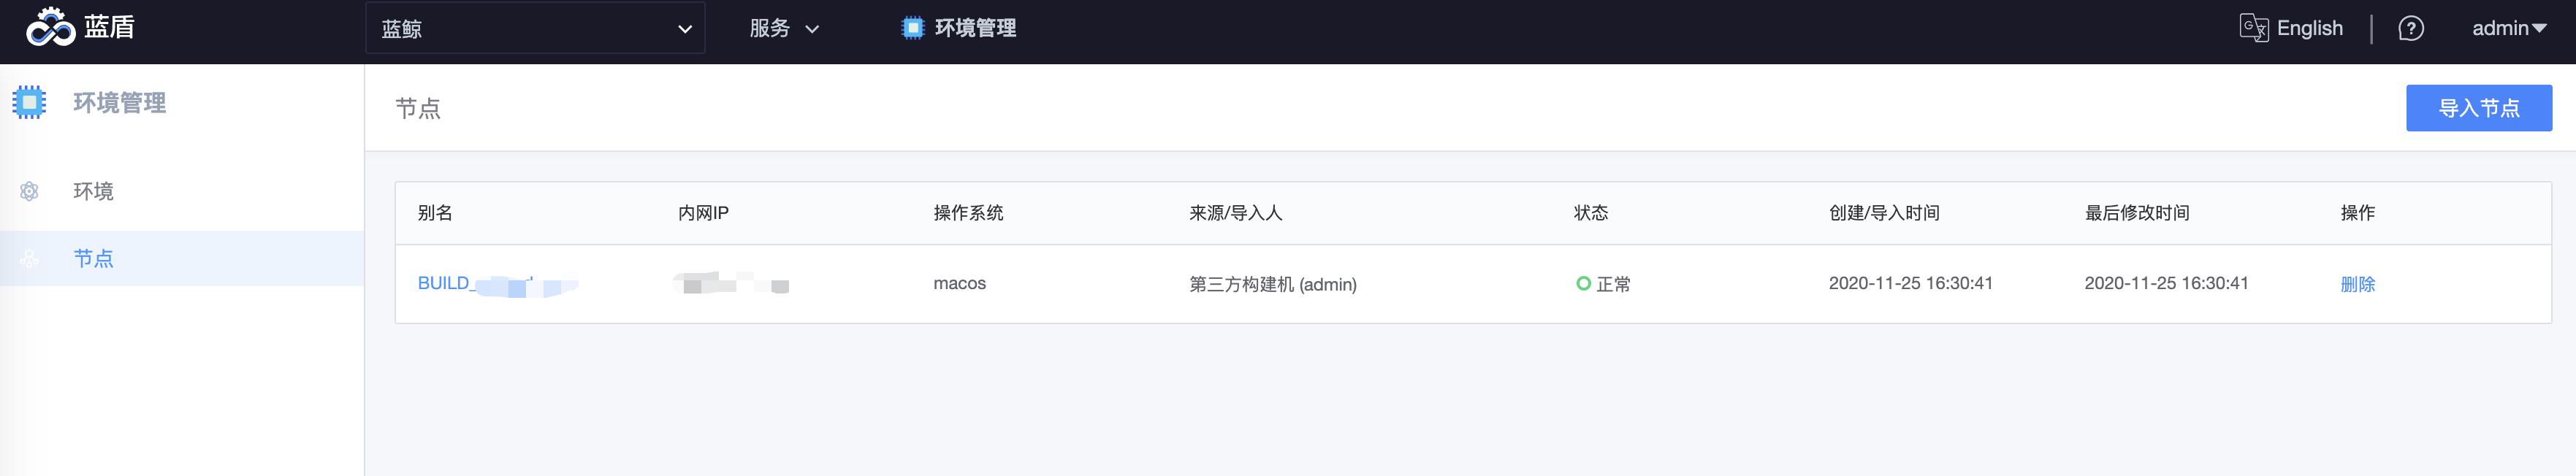 蓝盾 蓝鲸 服务 环境管理 English admin
环境管理
节点 导入节点
环境
节点
别名 内网IP 操作系统 来源/导入人 状态 创建/导入时间 最后修改时间 操作
BUILD_ macos 第三方构建机 (admin) 正常 2020-11-25 16:30:41 2020-11-25 16:30:41 删除